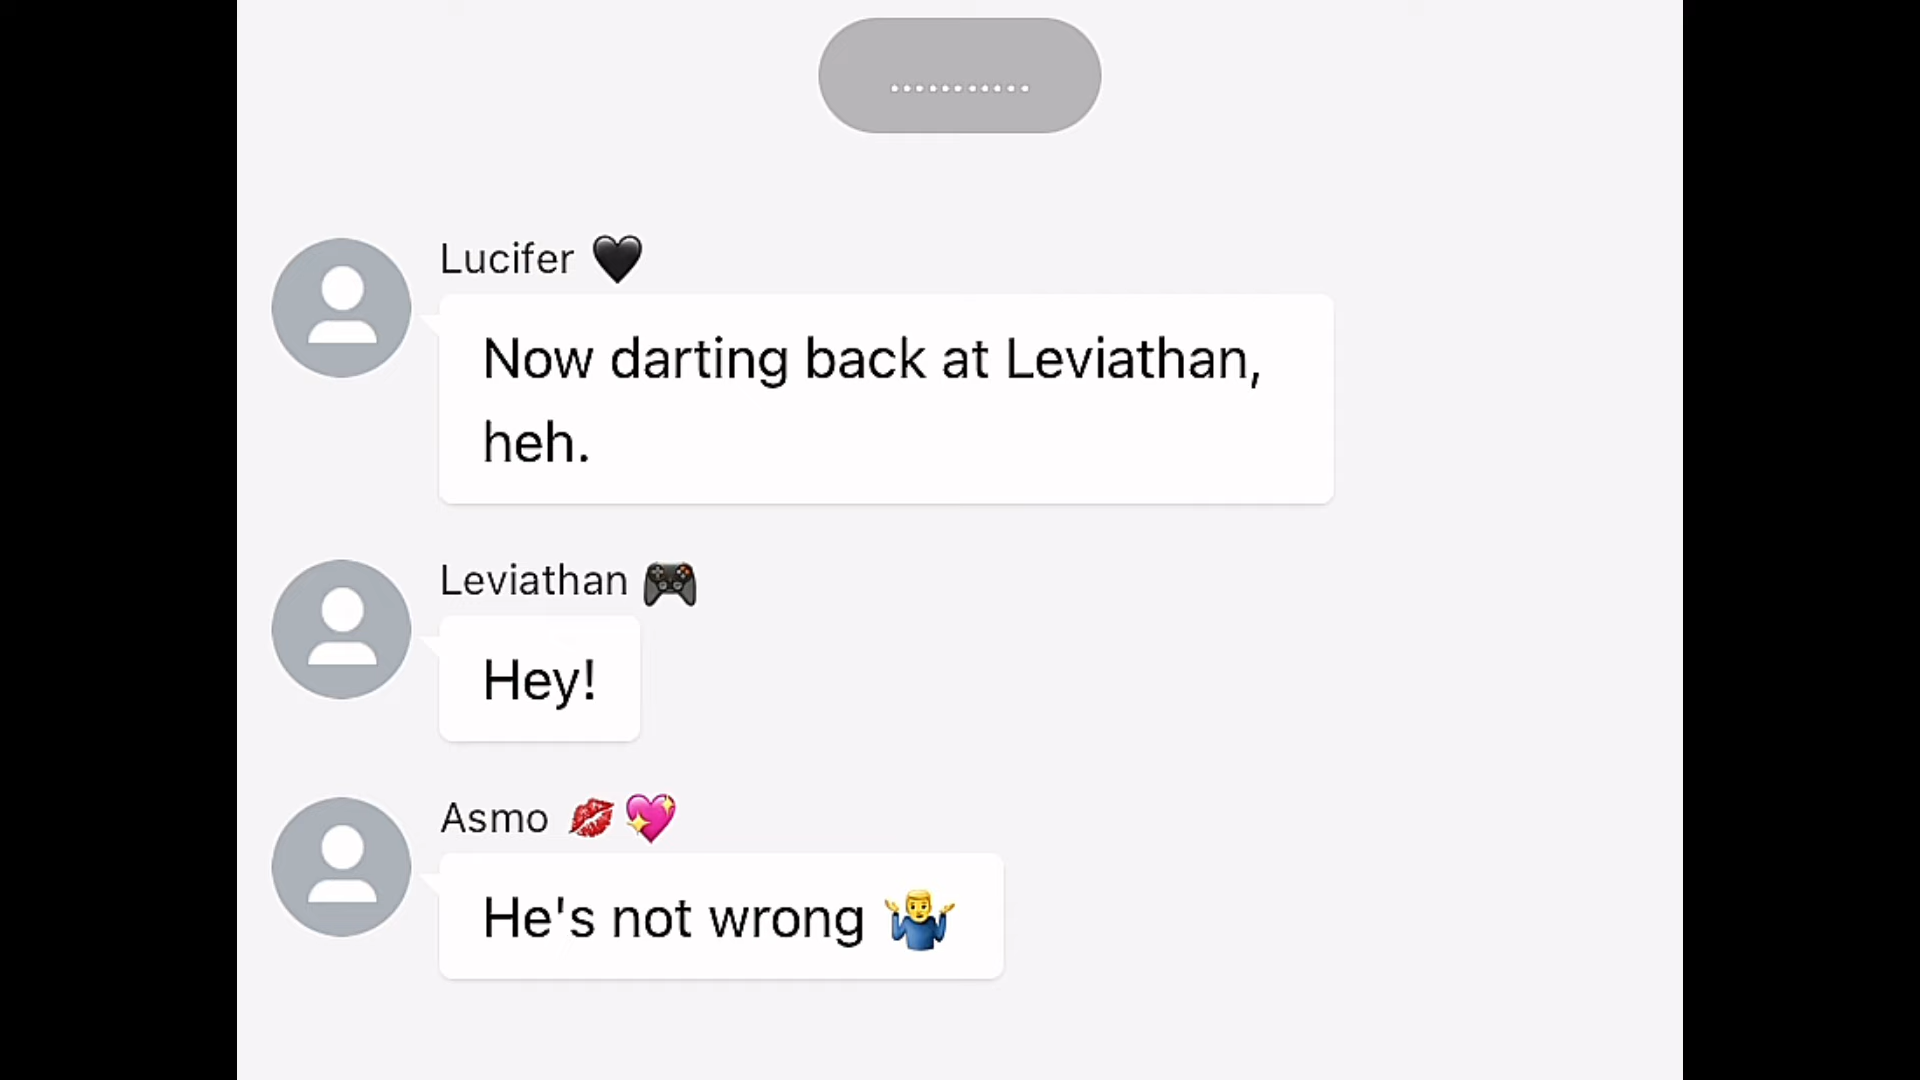 ...........
Lucifer 🖤
Now darting back at Leviathan,
heh.
Leviathan 🎮
Hey!
Asmo 💋💖
He's not wrong 🤷‍♂️